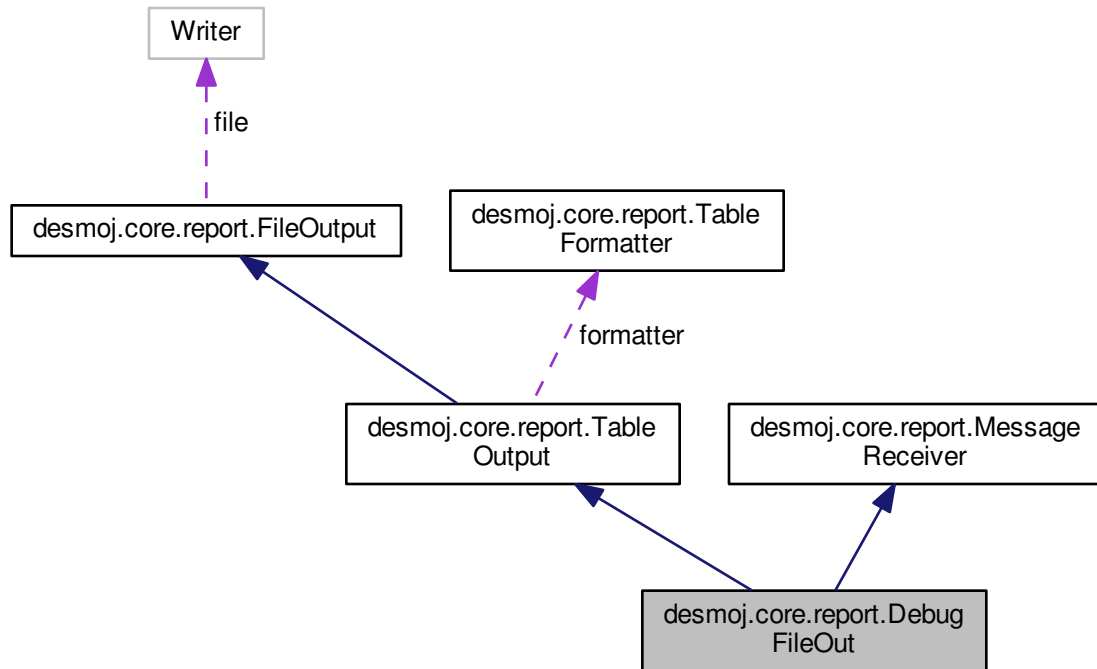 Writer
file
desmoj.core.report.FileOutput
desmoj.core.report.Table
Formatter
formatter
desmoj.core.report.Table
Output
desmoj.core.report.Message
Receiver
desmoj.core.report.Debug
FileOut